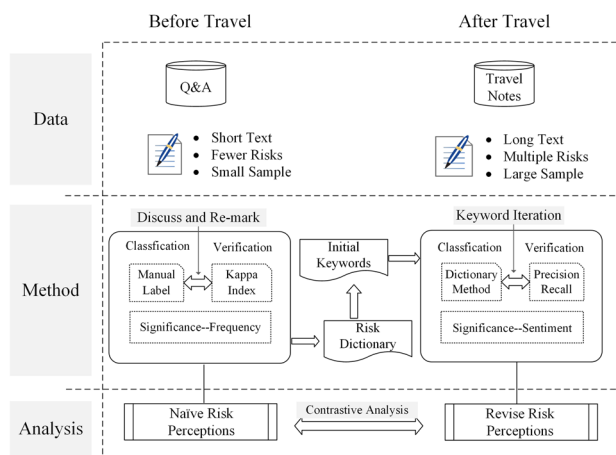 Before Travel
After Travel
Data
Q&A
Short Text
Fewer Risks
Small Sample
Travel
Notes
Long Text
Multiple Risks
Large Sample
Method
Discuss and Re-mark
Classfication
Verification
Manual
Label
Kappa
Index
Significance--Frequency
Initial
Keywords
Risk
Dictionary
Keyword Iteration
Classfication
Verification
Dictionary
Method
Precision
Recall
Significance--Sentiment
Analysis
Naïve Risk
Perceptions
Contrastive Analysis
Revise Risk
Perceptions